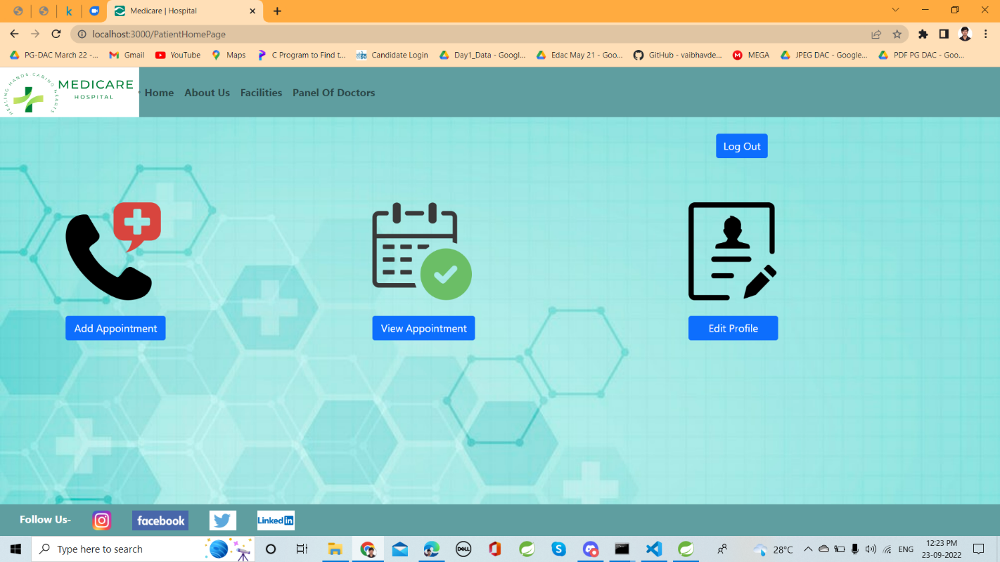 Medicare | Hospital
localhost:3000/PatientHomePage
PG-DAC March 22 -... Gmail YouTube Maps C Program to Find t... Candidate Login Day1_Data - Googl... Edac May 21 - Goo... GitHub - vaibhavde... MEGA JPEG DAC - Google... PDF PG DAC - Goo...
HEALING HANDS CARING HEARTS
MEDICARE
HOSPITAL
Home About Us Facilities Panel Of Doctors
Log Out
Add Appointment View Appointment Edit Profile
Follow Us- facebook Linked in
Type here to search
DELL
28°C ENG 12:23 PM
23-09-2022